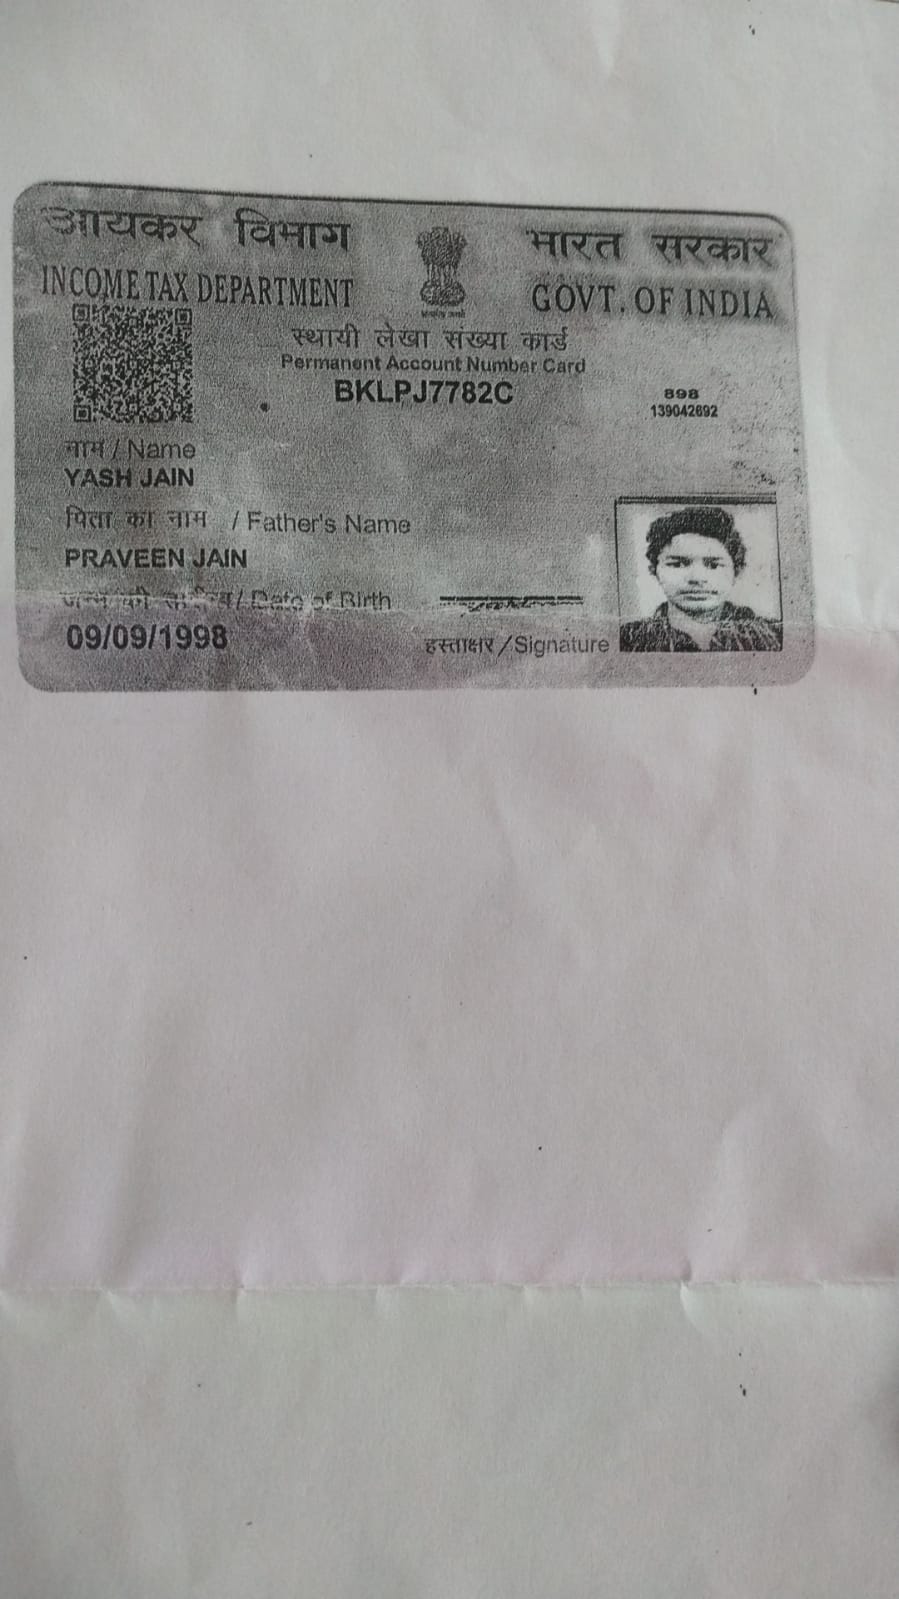 आयकर विभाग
INCOME TAX DEPARTMENT
भारत सरकार
GOVT. OF INDIA
स्थायी लेखा संख्या कार्ड
Permanent Account Number Card
BKLPJ7782C
898
139042692
नाम / Name
YASH JAIN
पिता का नाम / Father's Name
PRAVEEN JAIN
जन्म की तारीख / Date of Birth
09/09/1998
हस्ताक्षर / Signature